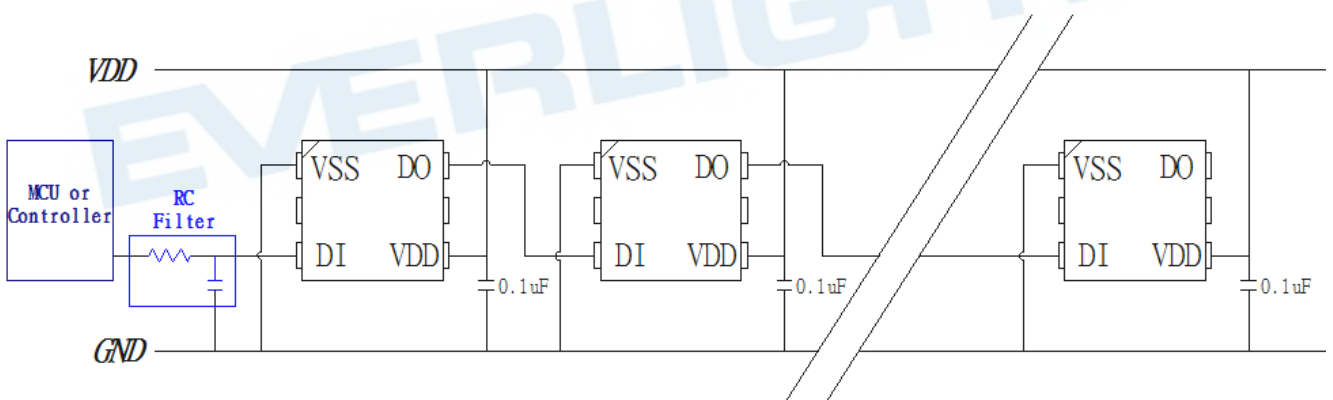 EVERLIGHT
VDD
MCU or
Controller
RC
Filter
VSS DO
DI VDD
0.1uF
VSS DO
DI VDD
0.1uF
VSS DO
DI VDD
0.1uF
GND